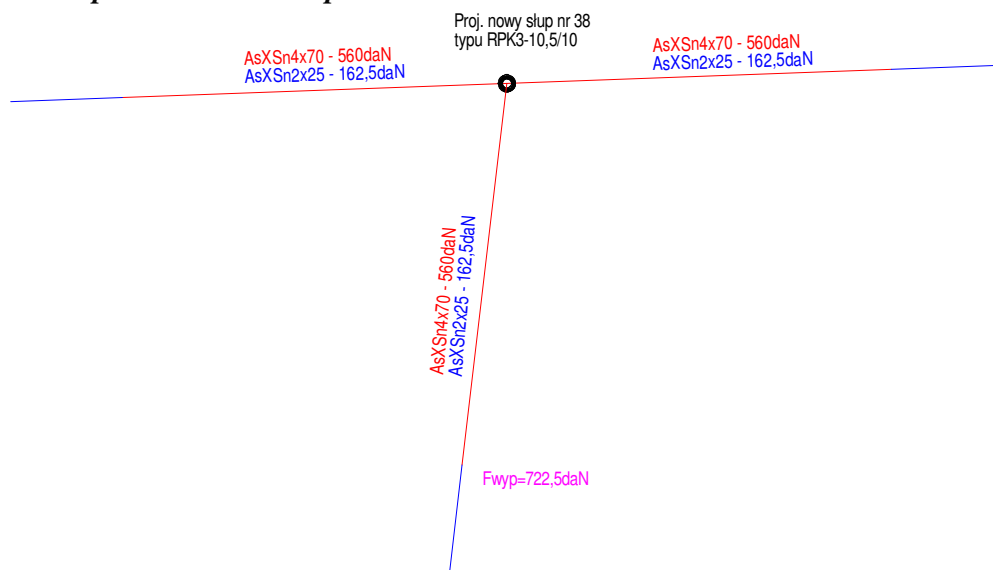 Proj. nowy słup nr 38
typu RPK3-10,5/10
AsXSn4x70 - 560daN
AsXSn2x25 - 162,5daN
AsXSn4x70 - 560daN
AsXSn2x25 - 162,5daN
AsXSn4x70 - 560daN
AsXSn2x25 - 162,5daN
Fwyp=722,5daN